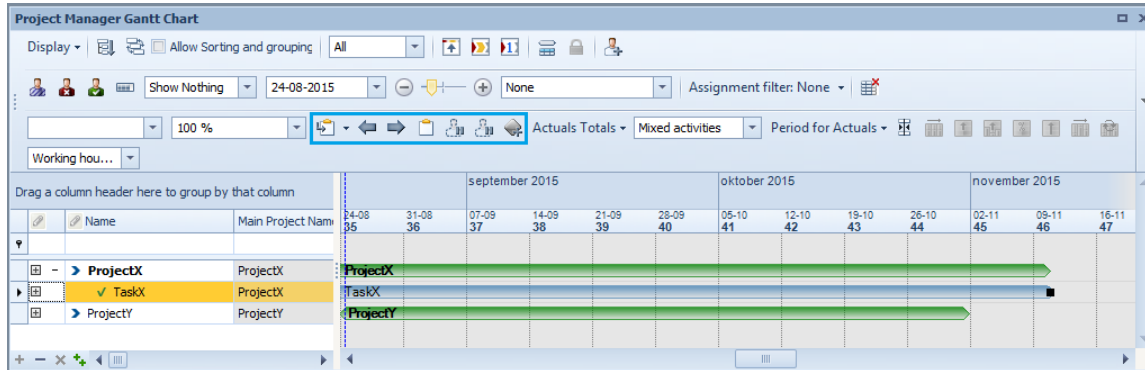 Project Manager Gantt Chart
Display Allow Sorting and grouping All
Show Nothing 24-08-2015 None Assignment filter: None
100 % Actuals Totals Mixed activities Period for Actuals
Working hou...
Drag a column header here to group by that column september 2015 oktober 2015 november 2015
Name Main Project Name 24-08 31-08 07-09 14-09 21-09 28-09 05-10 12-10 19-10 26-10 02-11 09-11 16-11
35 36 37 38 39 40 41 42 43 44 45 46 47
ProjectX ProjectX ProjectX
TaskX ProjectX TaskX
ProjectY ProjectY ProjectY